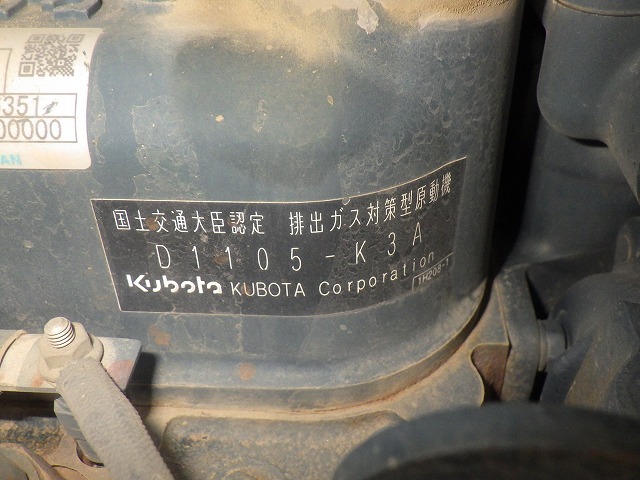 5351
00000
国土交通大臣認定 排出ガス対策型原動機
D1105-K3A
Kubota KUBOTA Corporation
1H208-1